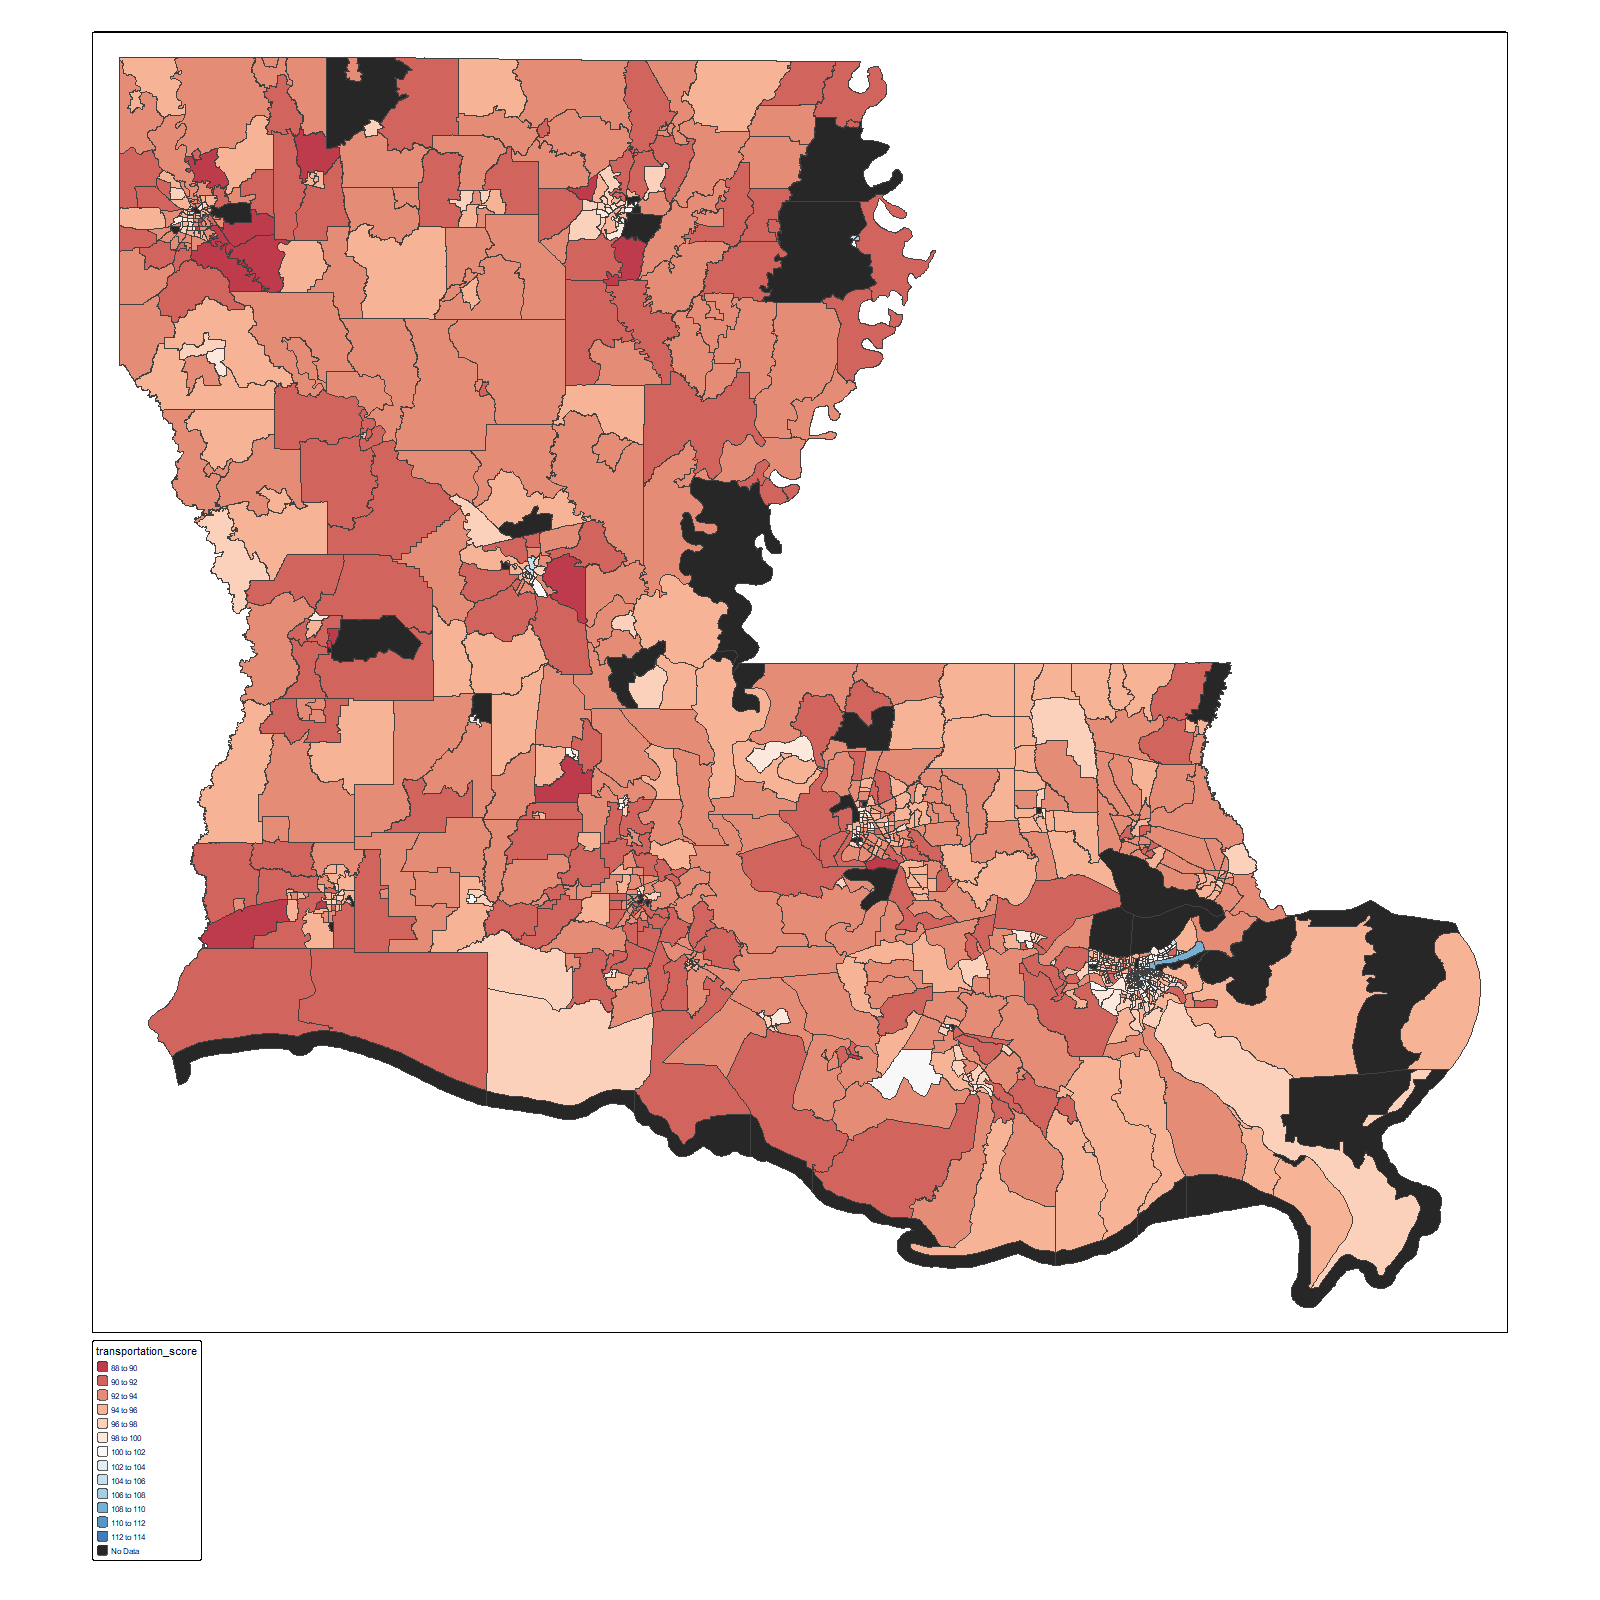 transportation_score
88 to 90
90 to 92
92 to 94
94 to 96
96 to 98
98 to 100
100 to 102
102 to 104
104 to 106
106 to 108
108 to 110
110 to 112
112 to 114
No Data